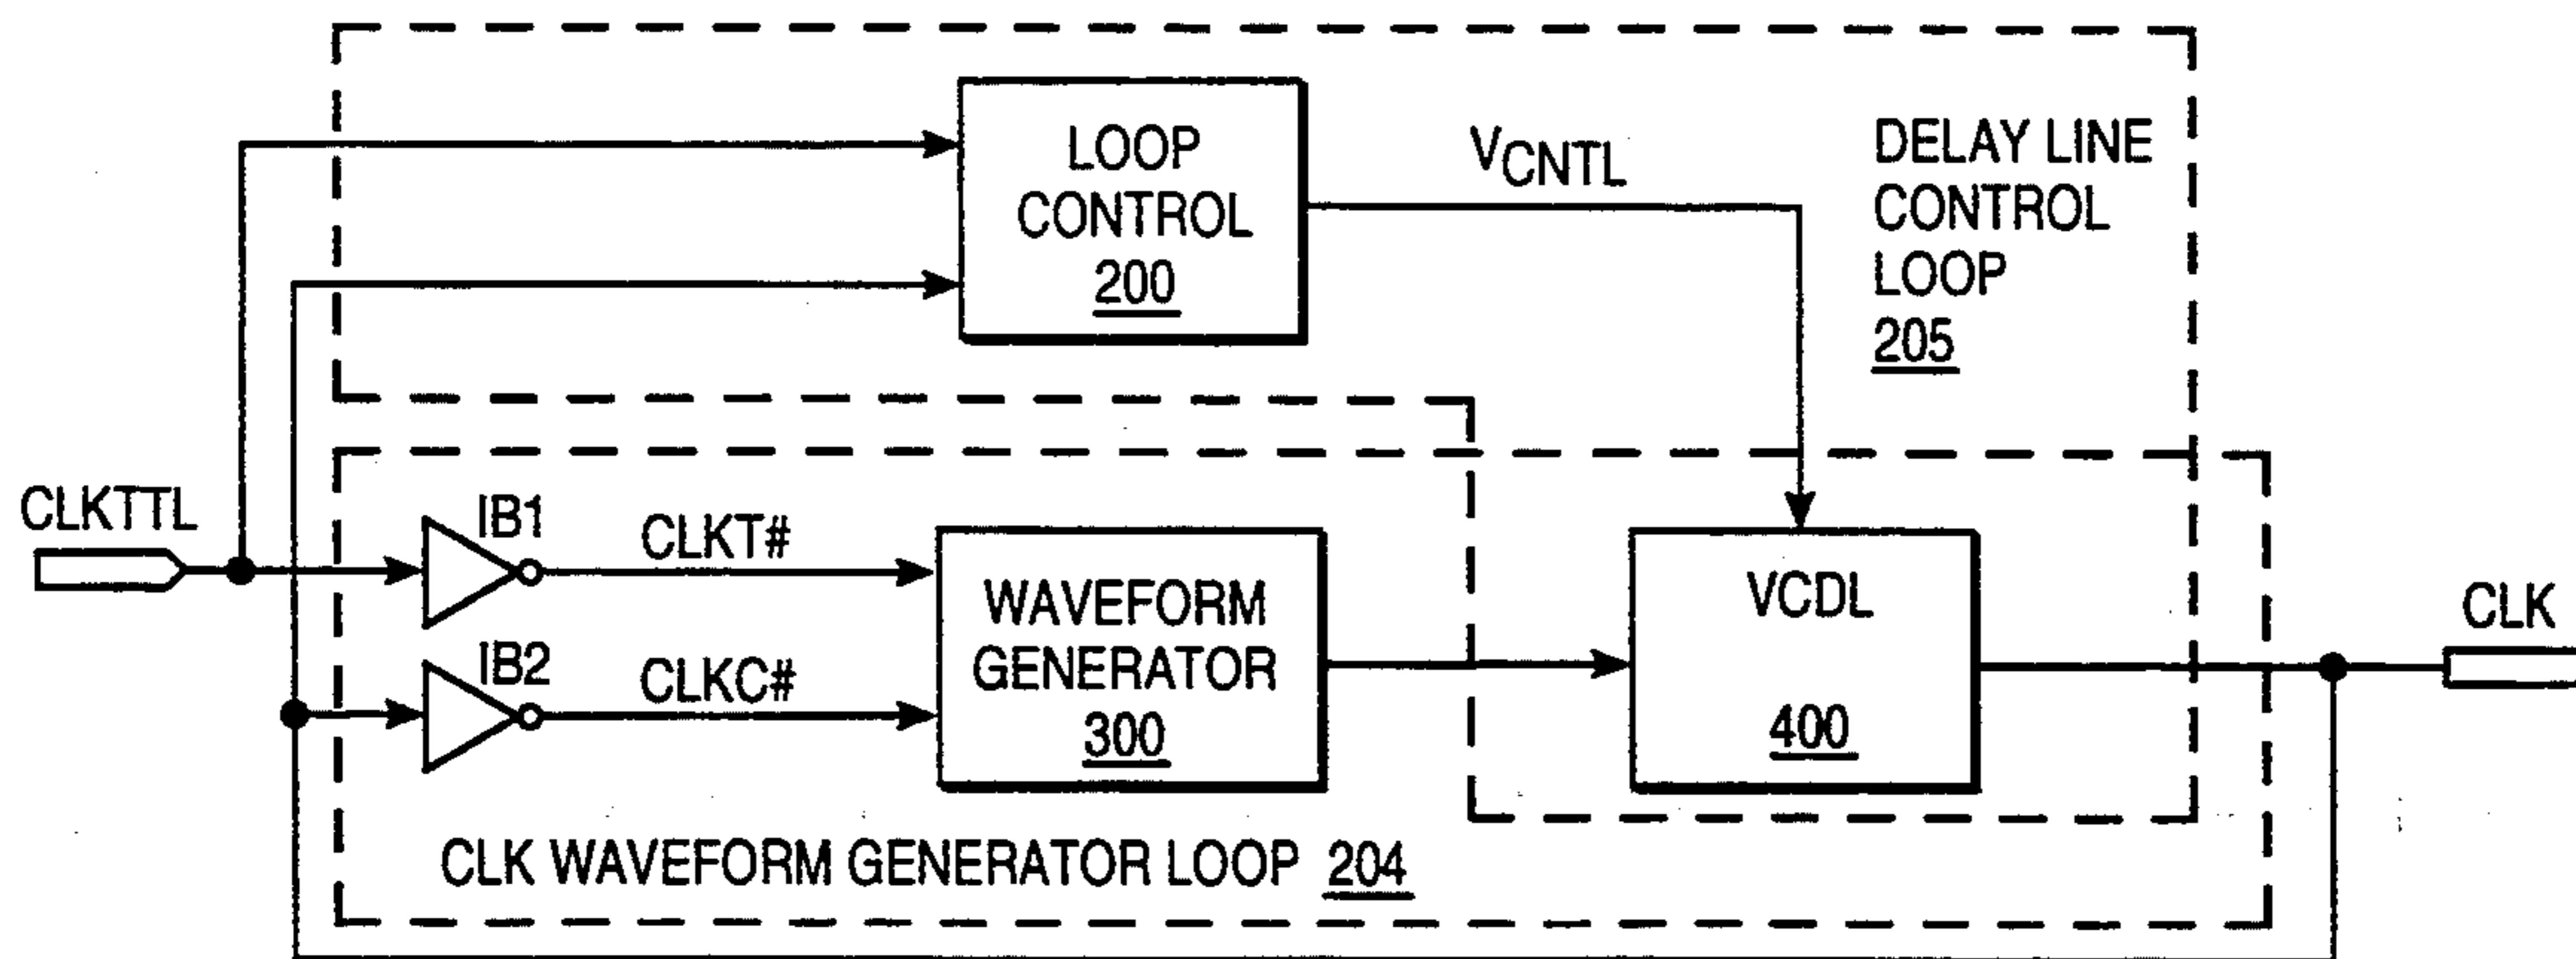 LOOP
CONTROL
200
VCNTL
DELAY LINE
CONTROL
LOOP
205
CLKTTL
IB1
CLKT#
IB2
CLKC#
WAVEFORM
GENERATOR
300
VCDL
400
CLK
CLK WAVEFORM GENERATOR LOOP 204